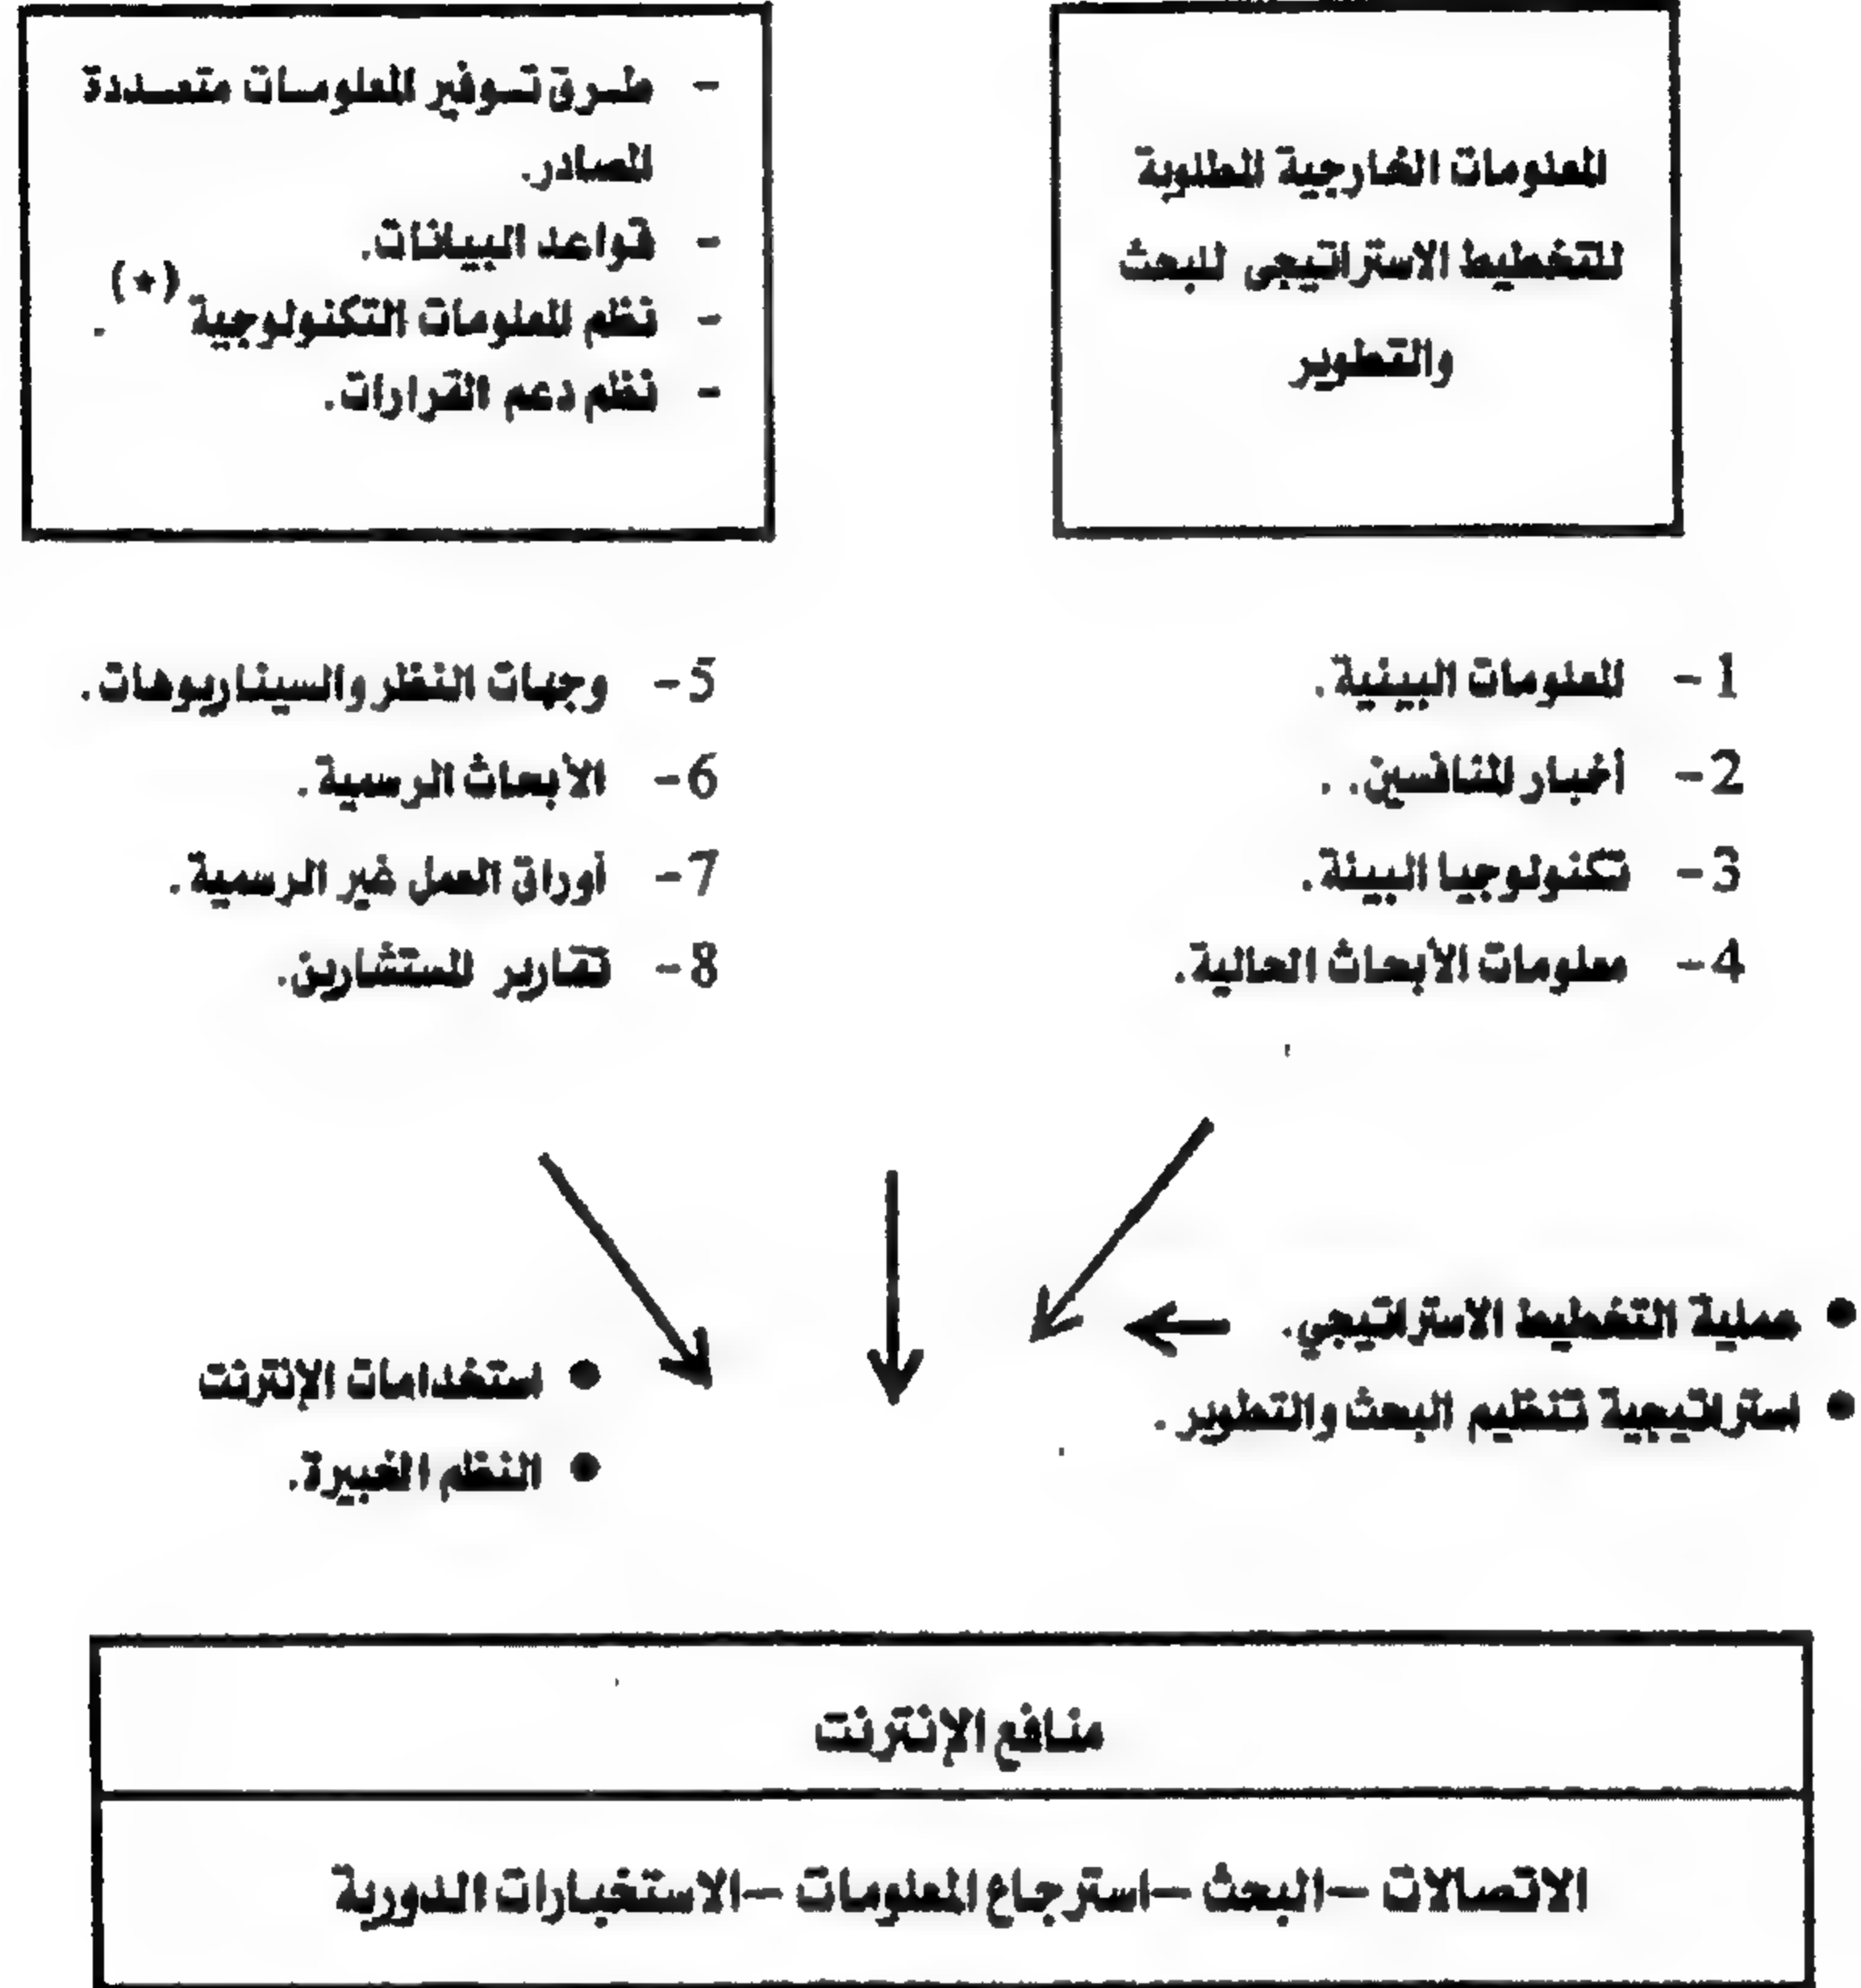 المعلومات الخارجية المطلوبة
للتخطيط الاستراتيجي للبحث
والتطوير
- طرق توفير المعلومات متعددة
المصادر.
- قواعد البيانات.
- نظم المعلومات التكنولوجية(*).
- نظم دعم القرارات.
1- المعلومات البيئية.
2- أخبار المنافسين. .
3- تكنولوجيا البيئة.
4- معلومات الأبحاث الحالية.
5- وجهات النظر والسيناريوهات.
6- الأبحاث الرسمية.
7- أوراق العمل غير الرسمية.
8- تقارير المستشارين.
• عملية التخطيط الاستراتيجي.
• استراتيجية تنظيم البحث والتطوير.
• استخدامات الإنترنت
• النظم الخبيرة.
منافع الإنترنت
الاتصالات – البحث – استرجاع المعلومات – الاستخبارات الدورية